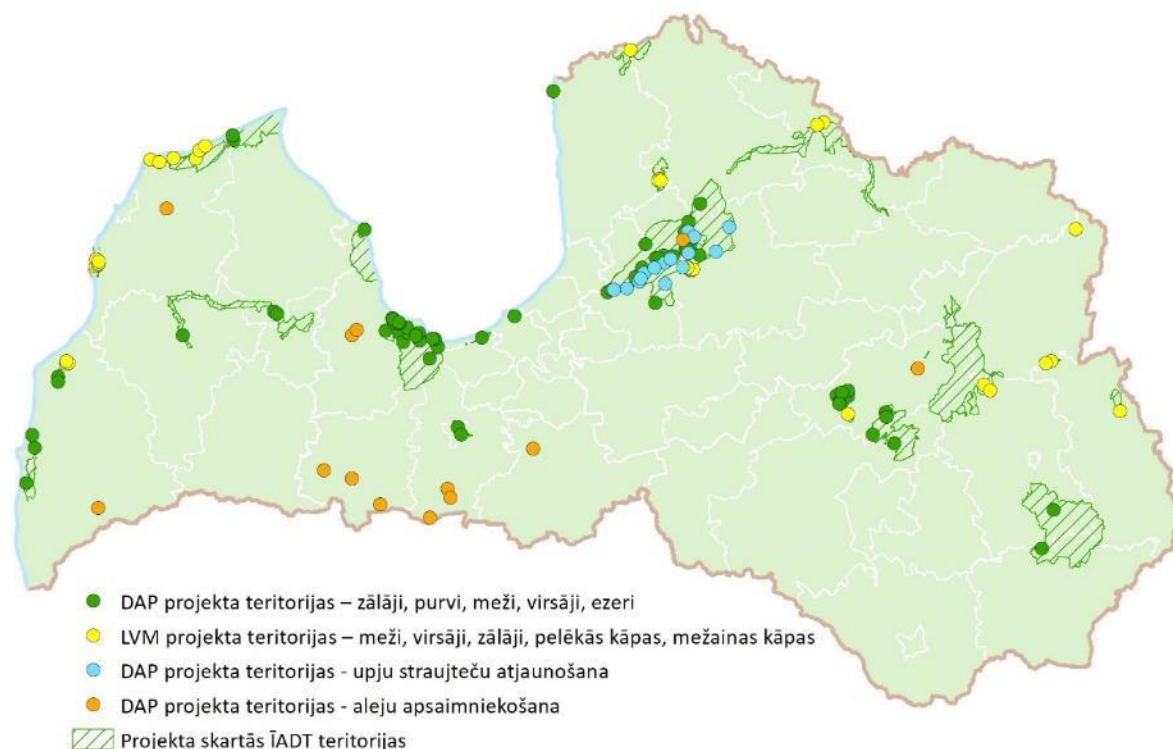 DAP projekta teritorijas – zālāji, purvi, meži, virsāji, ezeri
LVM projekta teritorijas – meži, virsāji, zālāji, pelēkās kāpas, mežainas kāpas
DAP projekta teritorijas - upju straujteču atjaunošana
DAP projekta teritorijas - aleju apsaimniekošana
Projekta skartās ĪADT teritorijas